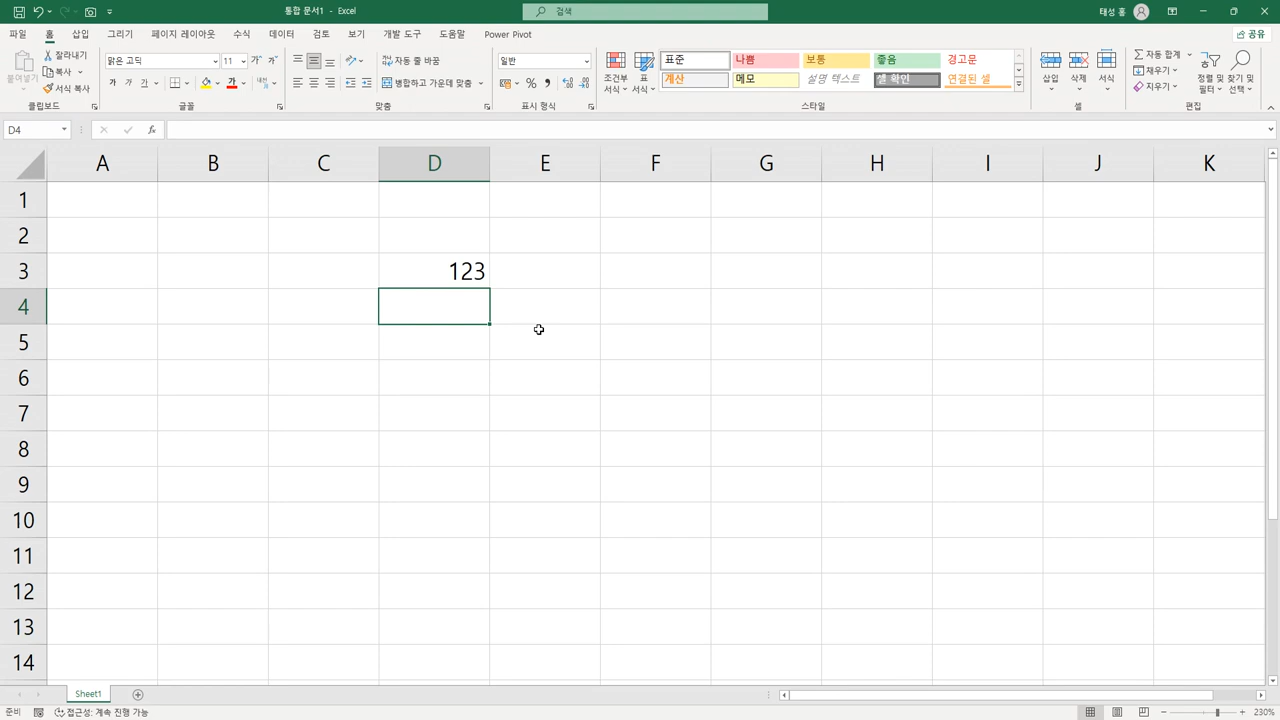 통합 문서1 - Excel
검색
태성 홍
파일 홈 삽입 그리기 페이지 레이아웃 수식 데이터 검토 보기 개발 도구 도움말 Power Pivot
공유
붙여넣기
잘라내기
복사
서식 복사
클립보드
맑은 고딕 11
가 가 가 가 가
글꼴
자동 줄 바꿈
병합하고 가운데 맞춤
맞춤
일반
표시 형식
조건부 서식
표 서식
표준 나쁨 보통 좋음 경고문
계산 메모 설명 텍스트 셀 확인 연결된 셀
스타일
삽입 삭제 서식
셀
자동 합계
채우기
지우기
정렬 및 필터
찾기 및 선택
편집
D4
fx
A B C D E F G H I J K
1
2
3 123
4
5
6
7
8
9
10
11
12
13
14
Sheet1
준비 접근성: 계속 진행 가능 230%